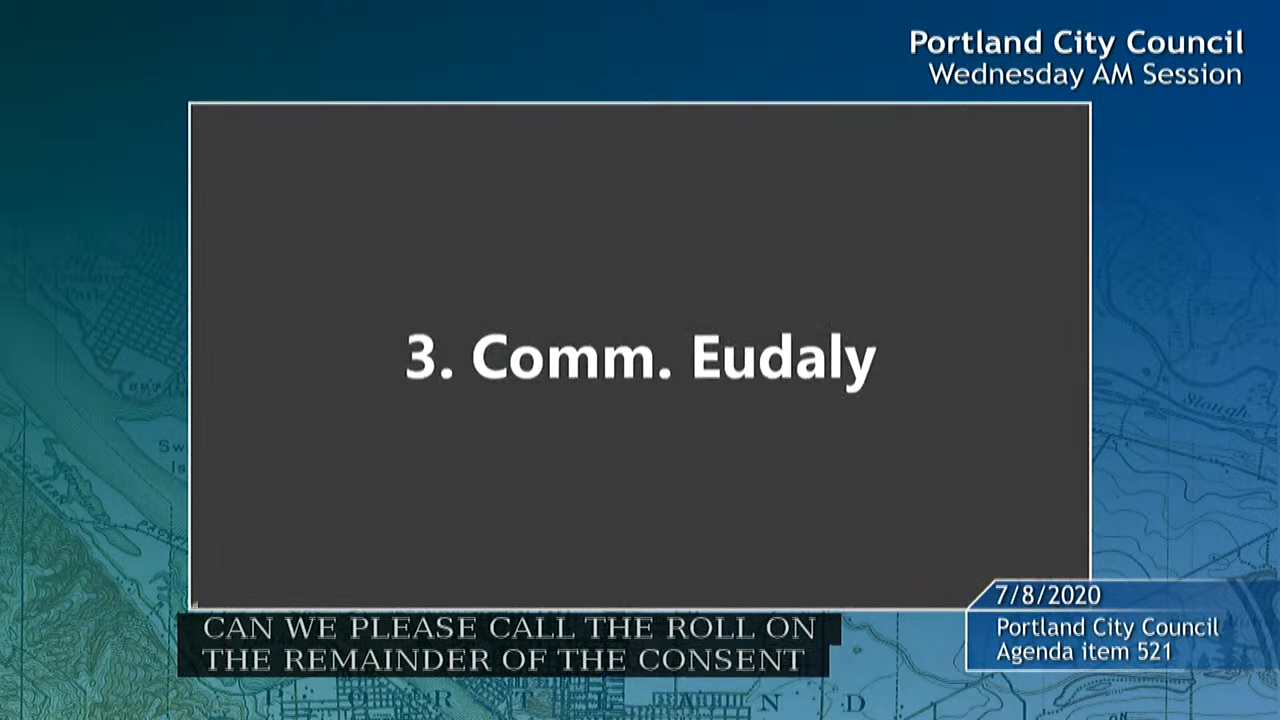 Portland City Council
Wednesday AM Session
3. Comm. Eudaly
Slough
CAN WE PLEASE CALL THE ROLL ON
THE REMAINDER OF THE CONSENT
7/8/2020
Portland City Council
Agenda item 521